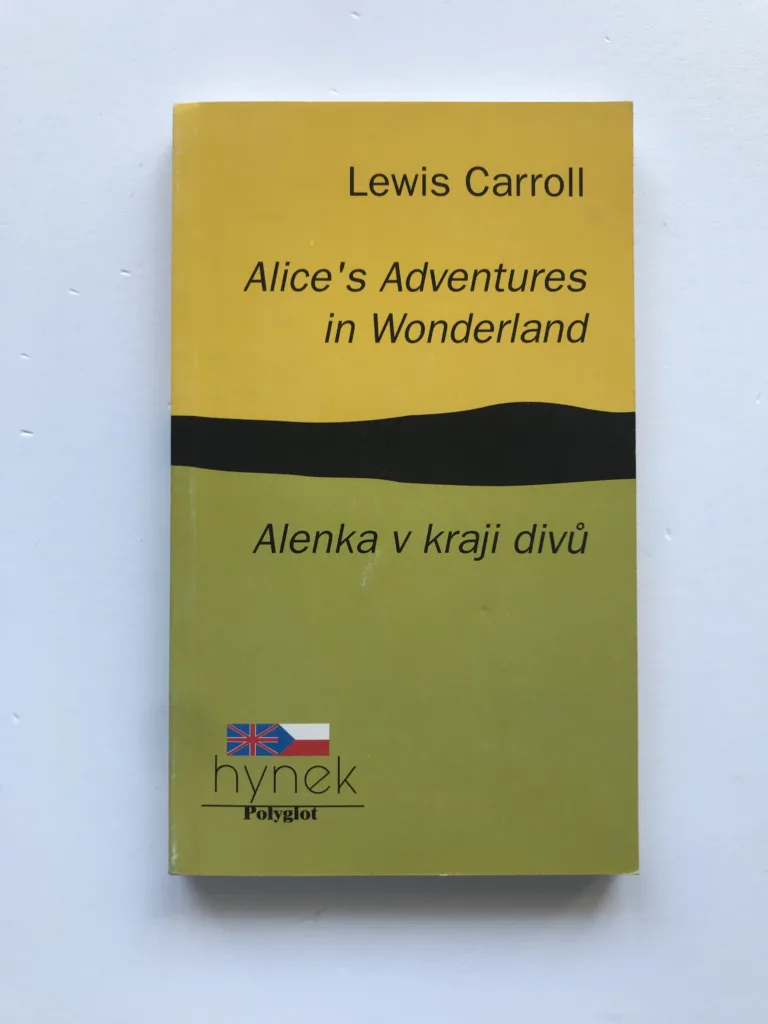 Lewis Carroll
Alice's Adventures
in Wonderland
Alenka v kraji divů
hynek
Polyglot